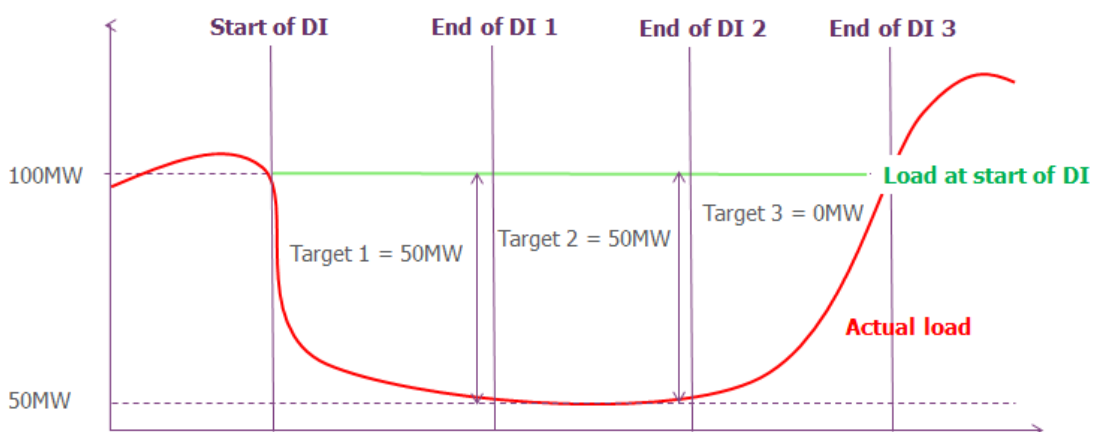 Start of DI
End of DI 1
End of DI 2
End of DI 3
100MW
Load at start of DI
Target 3 = 0MW
Target 1 = 50MW
Target 2 = 50MW
Actual load
50MW